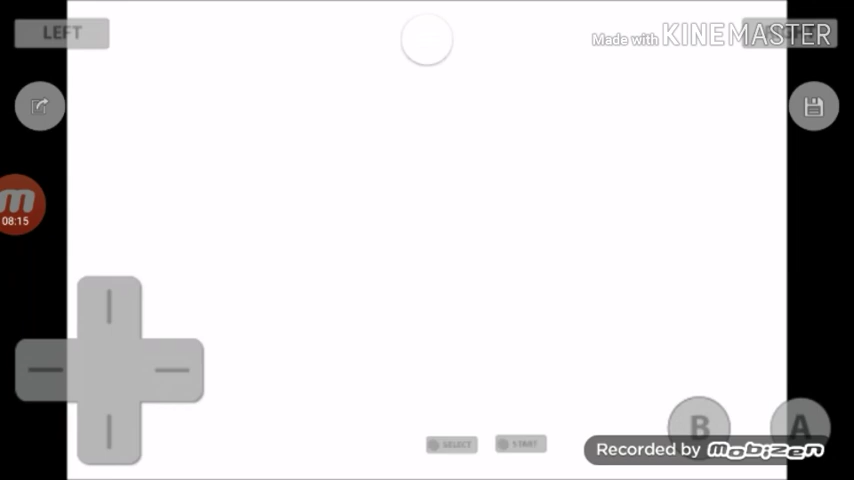 LEFT
Made with KINEMASTER
m
08:15
SELECT
START
B
A
Recorded by mobizen